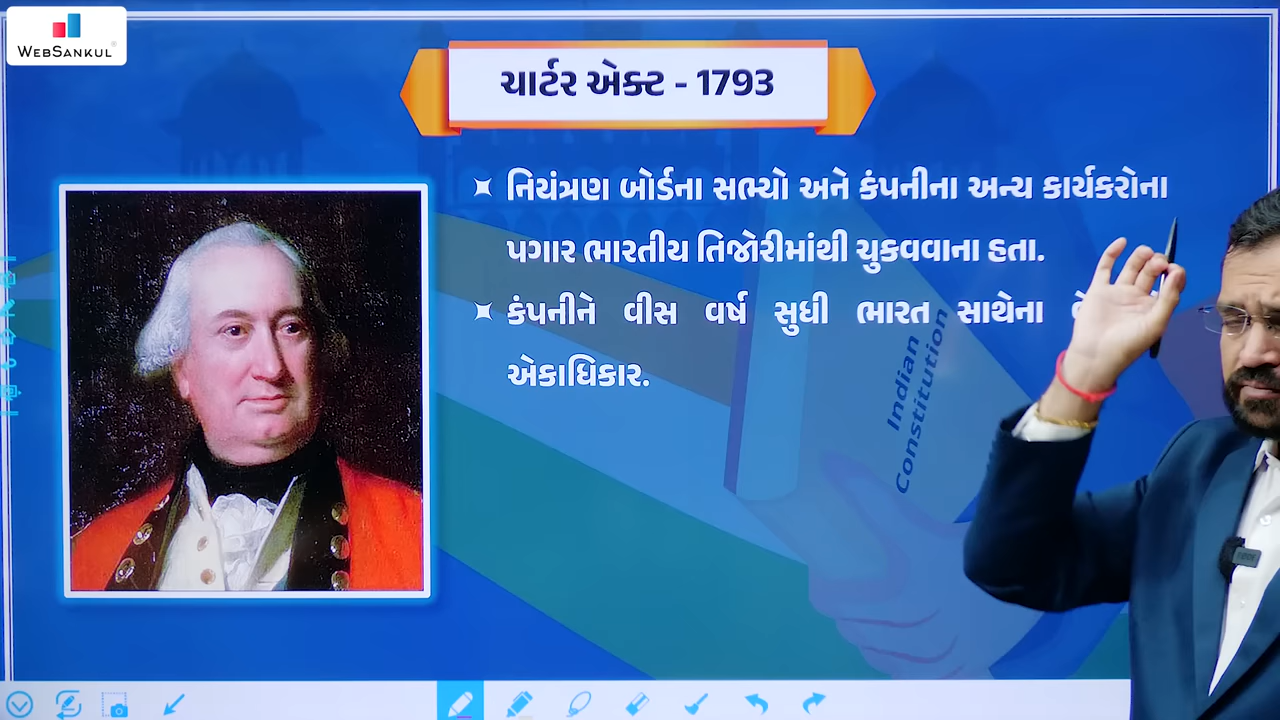 WEBSANKUL
ચાર્ટર એક્ટ - 1793
નિયંત્રણ બોર્ડના સભ્યો અને કંપનીના અન્ય કાર્યકરોના
પગાર ભારતીય તિજોરીમાંથી ચુકવવાના હતા.
કંપનીને વીસ વર્ષ સુધી ભારત સાથેના
એકાધિકાર.
Indian
Constitution